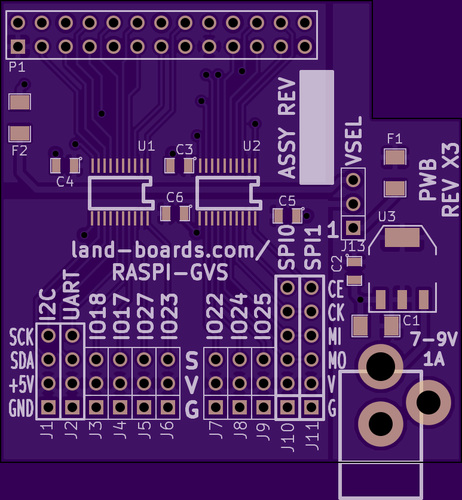 P1
F2
U1
U2
C3
C4
C6
C5
ASSY REV
VSEL
F1
PWB
REV X3
1
U3
J13
C2
C1
land-boards.com/
RASPI-GVS
SPI0
SPI1
I2C
UART
IO18
IO17
IO27
IO23
IO22
IO24
IO25
CE
CK
MI
MO
V
G
SCK
SDA
+5V
GND
S
V
G
7-9V
1A
J1
J2
J3
J4
J5
J6
J7
J8
J9
J10
J11